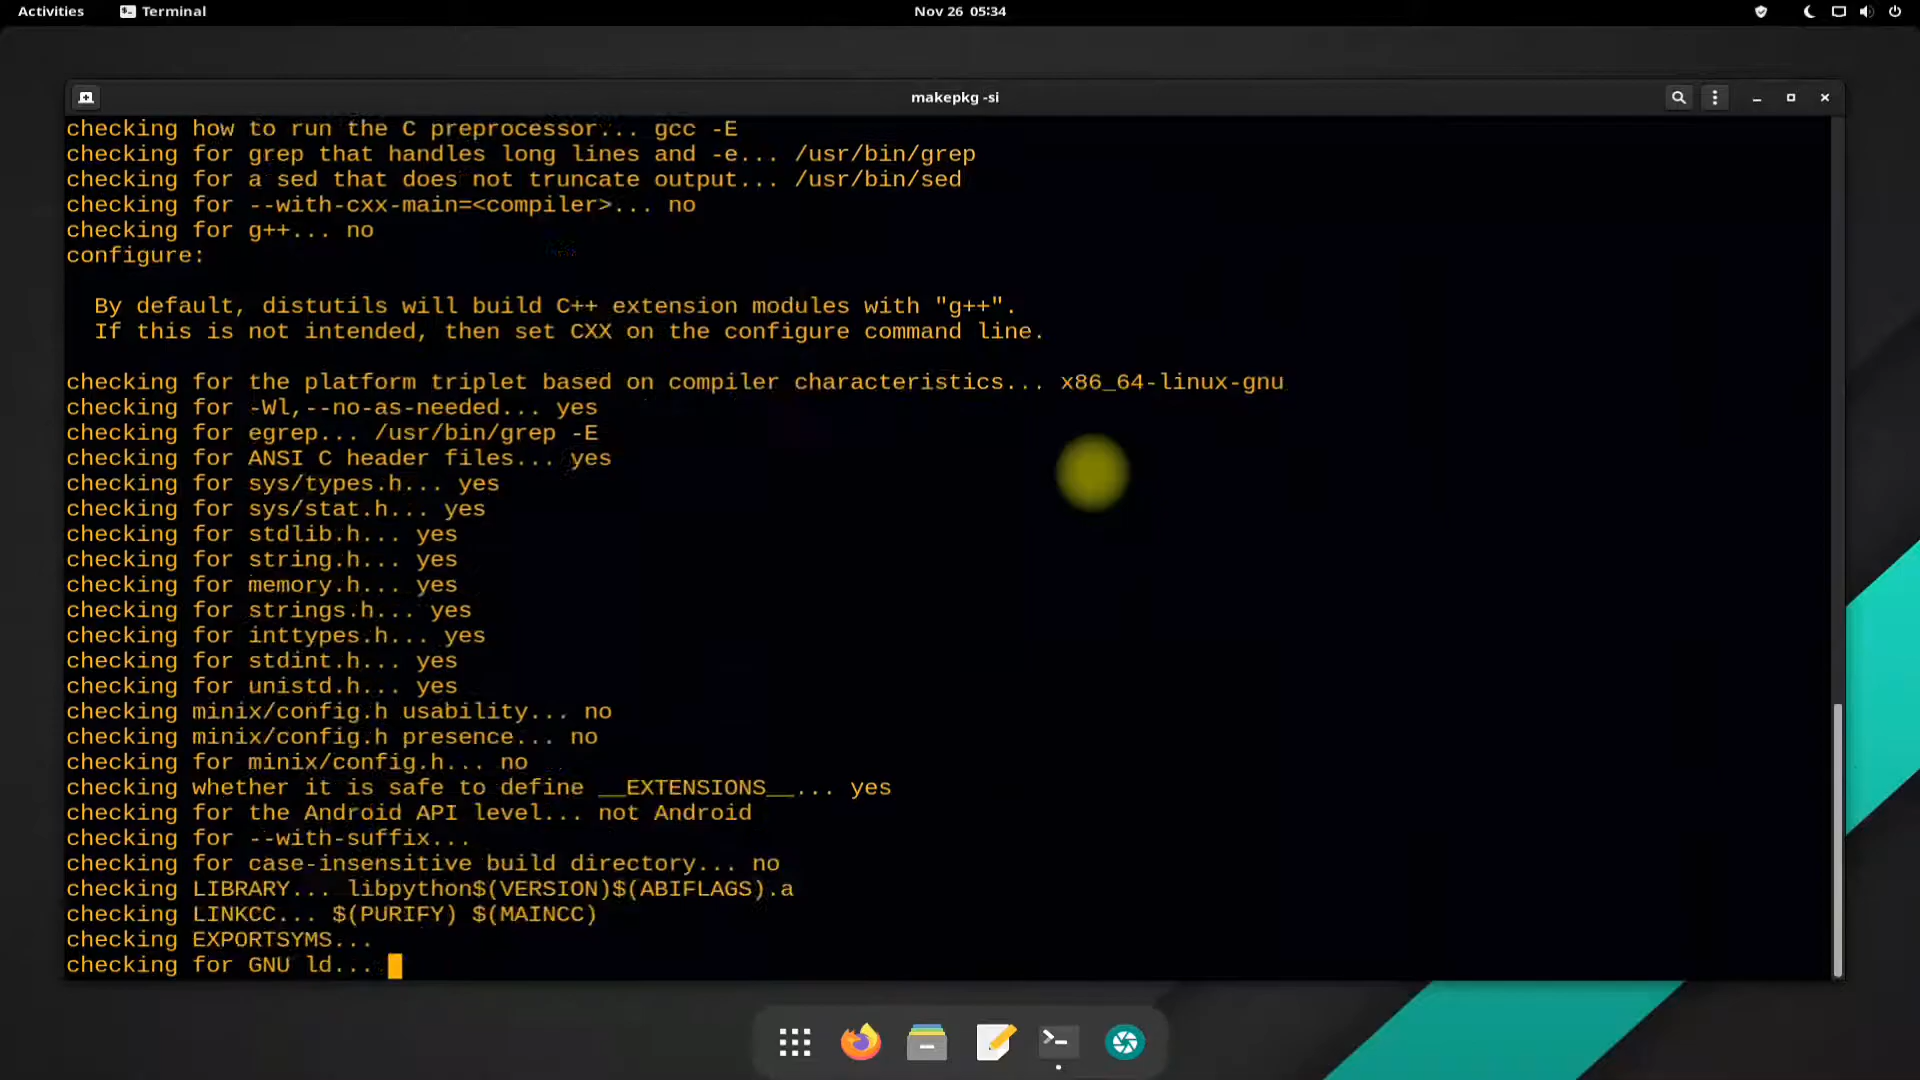 Activities
Terminal
Nov 26 05:34
makepkg -si
checking how to run the C preprocessor... gcc -E
checking for grep that handles long lines and -e... /usr/bin/grep
checking for a sed that does not truncate output... /usr/bin/sed
checking for --with-cxx-main=<compiler>... no
checking for g++... no
configure:
By default, distutils will build C++ extension modules with "g++".
If this is not intended, then set CXX on the configure command line.
checking for the platform triplet based on compiler characteristics... x86_64-linux-gnu
checking for -Wl,--no-as-needed... yes
checking for egrep... /usr/bin/grep -E
checking for ANSI C header files... yes
checking for sys/types.h... yes
checking for sys/stat.h... yes
checking for stdlib.h... yes
checking for string.h... yes
checking for memory.h... yes
checking for strings.h... yes
checking for inttypes.h... yes
checking for stdint.h... yes
checking for unistd.h... yes
checking minix/config.h usability... no
checking minix/config.h presence... no
checking for minix/config.h... no
checking whether it is safe to define __EXTENSIONS__... yes
checking for the Android API level... not Android
checking for --with-suffix...
checking for case-insensitive build directory... no
checking LIBRARY... libpython$(VERSION)$(ABIFLAGS).a
checking LINKCC... $(PURIFY) $(MAINCC)
checking EXPORTSYMS...
checking for GNU ld...